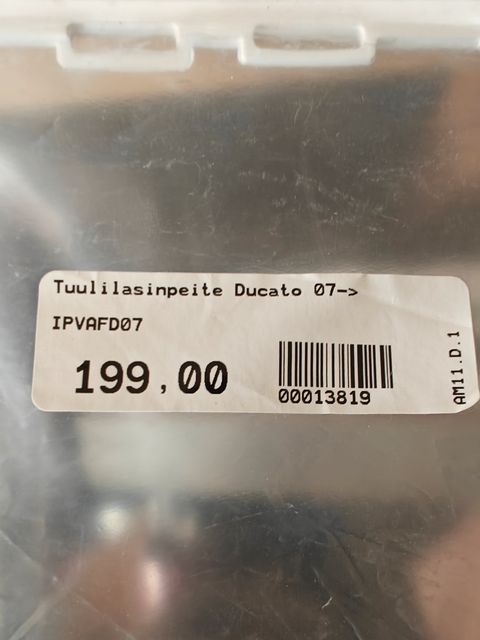 Tuulilasinpeite Ducato 07->
IPVAFD07
199,00
00013819
AM11.D.1